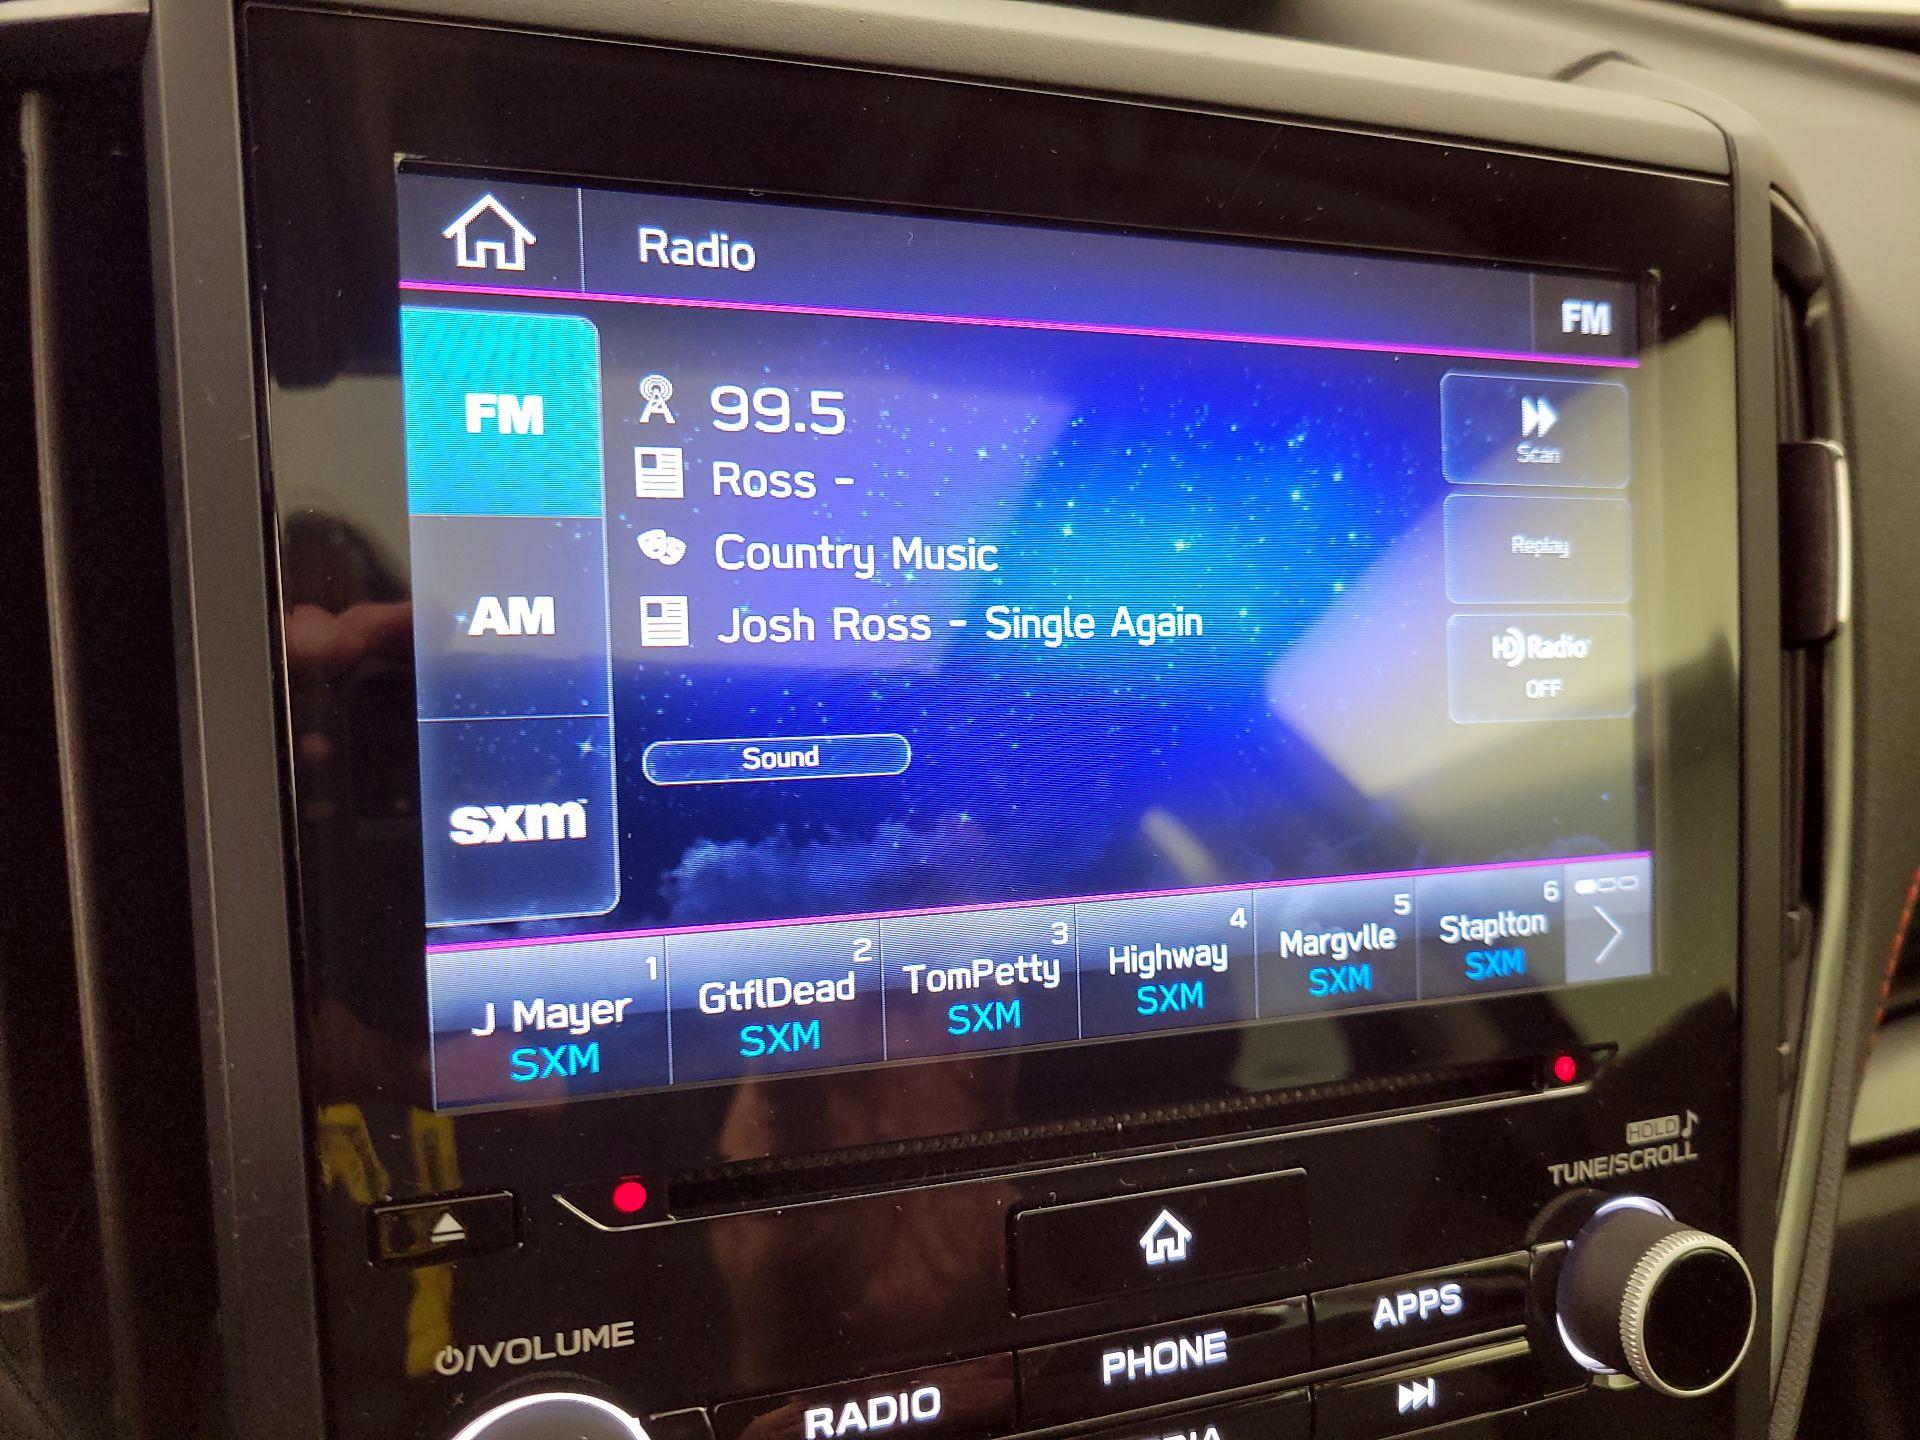 Radio
FM
FM
99.5
Scan
Ross -
Replay
Country Music
AM
Josh Ross - Single Again
HD Radio
OFF
Sound
sxm
1
J Mayer
SXM
2
GtflDead
SXM
3
TomPetty
SXM
4
Highway
SXM
5
Margvlle
SXM
6
Staplton
SXM
HOLD
TUNE/SCROLL
/VOLUME
APPS
PHONE
RADIO